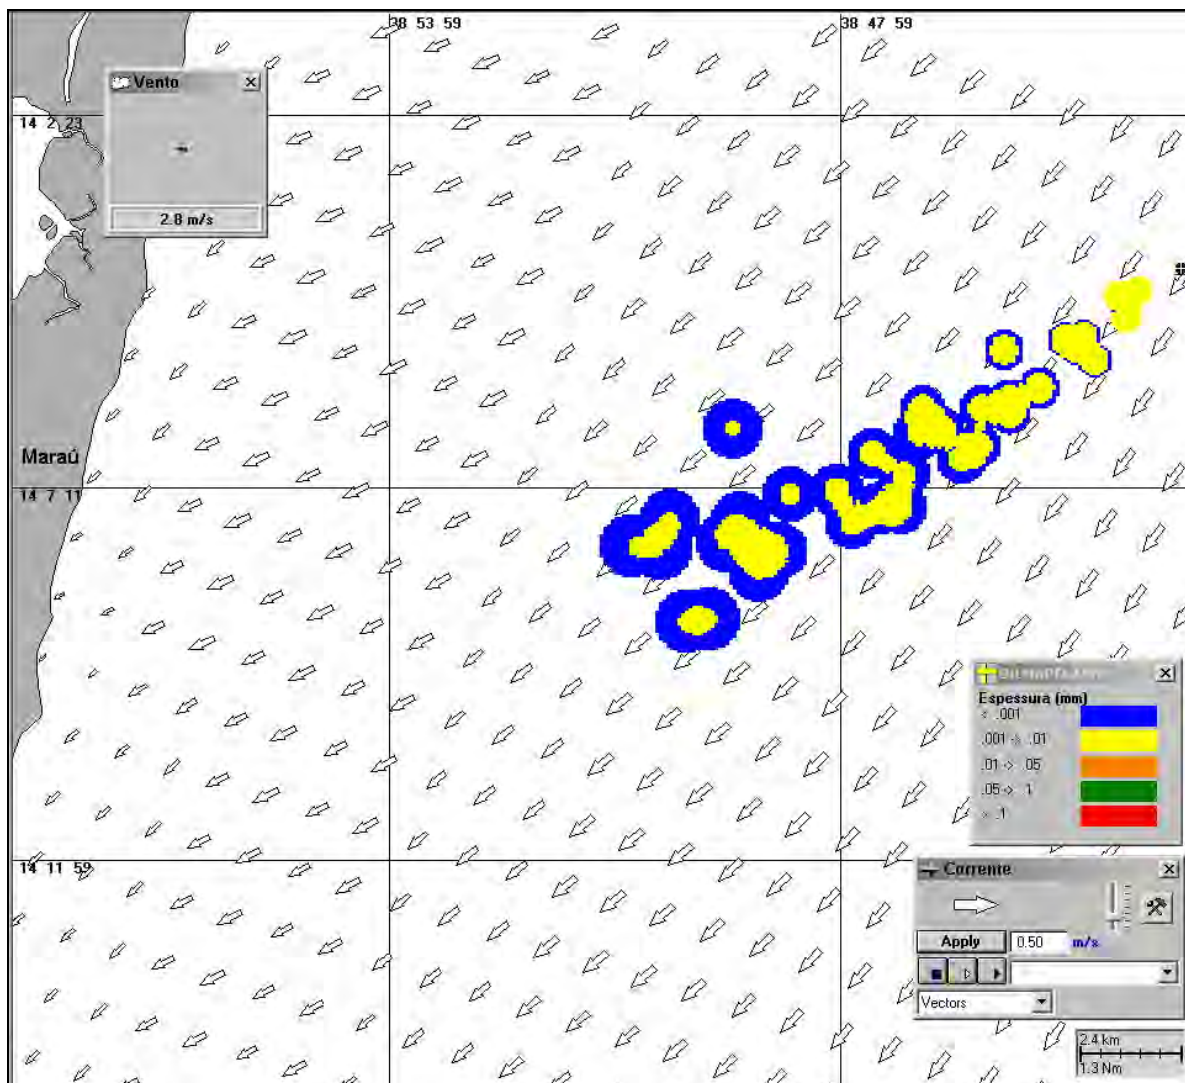 38 53 59
38 47 59
Vento
14 2 23
2.8 m/s
Maraú
14 7 11
Espessura (mm)
< .001
.001 -> .01
.01 -> .05
.05 -> .1
> .1
14 11 59
Corrente
Apply
0.50
m/s
Vectors
2.4 km
1.3 Nm